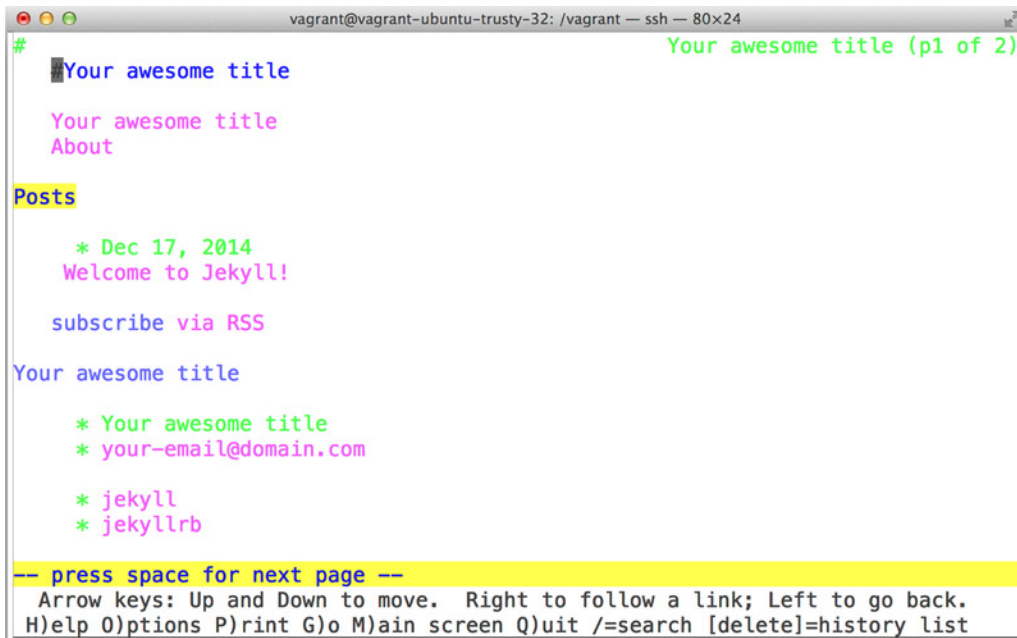 vagrant@vagrant-ubuntu-trusty-32: /vagrant — ssh — 80×24
# Your awesome title (p1 of 2)
#Your awesome title
Your awesome title
About
Posts
* Dec 17, 2014
Welcome to Jekyll!
subscribe via RSS
Your awesome title
* Your awesome title
* your-email@domain.com
* jekyll
* jekyllrb
-- press space for next page --
Arrow keys: Up and Down to move. Right to follow a link; Left to go back.
H)elp O)ptions P)rint G)o M)ain screen Q)uit /=search [delete]=history list